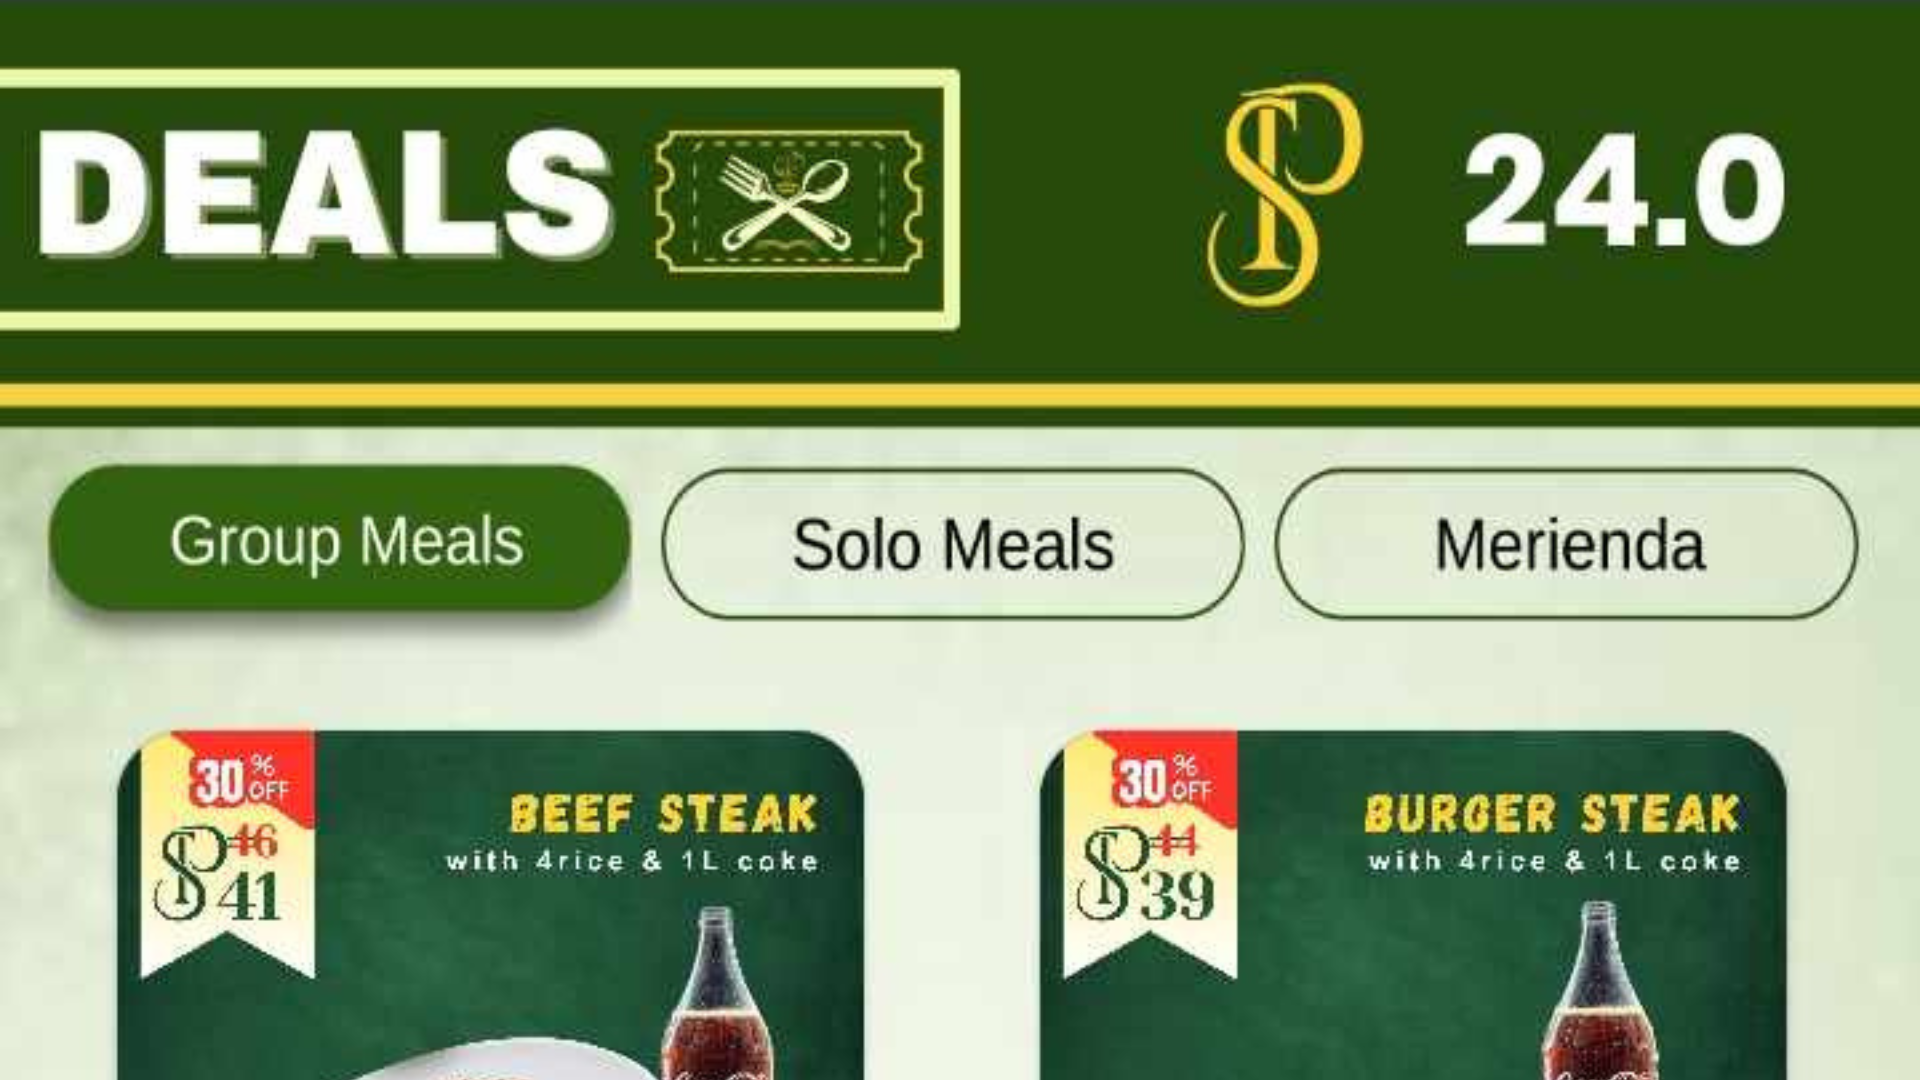 DEALS
24.0
Group Meals
Solo Meals
Merienda
30% OFF
46
41
BEEF STEAK
with 4rice & 1L coke
30% OFF
44
39
BURGER STEAK
with 4rice & 1L coke